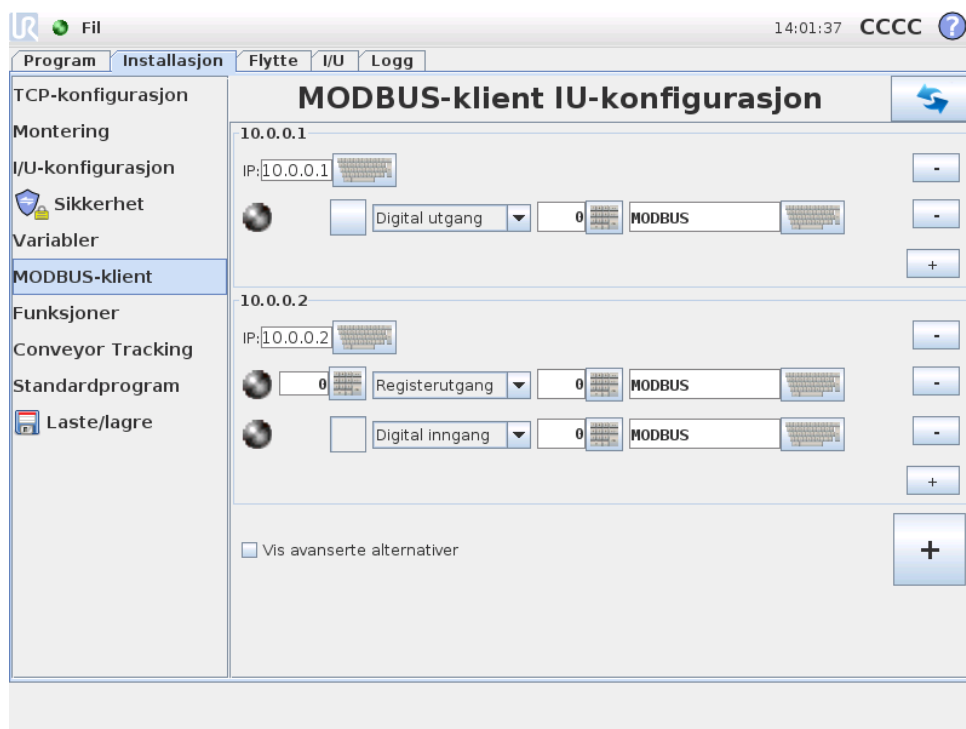 UR Fil 14:01:37 CCCC ?
Program Installasjon Flytte I/U Logg
TCP-konfigurasjon
Montering
I/U-konfigurasjon
Sikkerhet
Variabler
MODBUS-klient
Funksjoner
Conveyor Tracking
Standardprogram
Laste/lagre
MODBUS-klient IU-konfigurasjon
10.0.0.1
IP: 10.0.0.1 -
Digital utgang 0 MODBUS -
+
10.0.0.2
IP: 10.0.0.2 -
0 Registerutgang 0 MODBUS -
Digital inngang 0 MODBUS -
+
Vis avanserte alternativer +